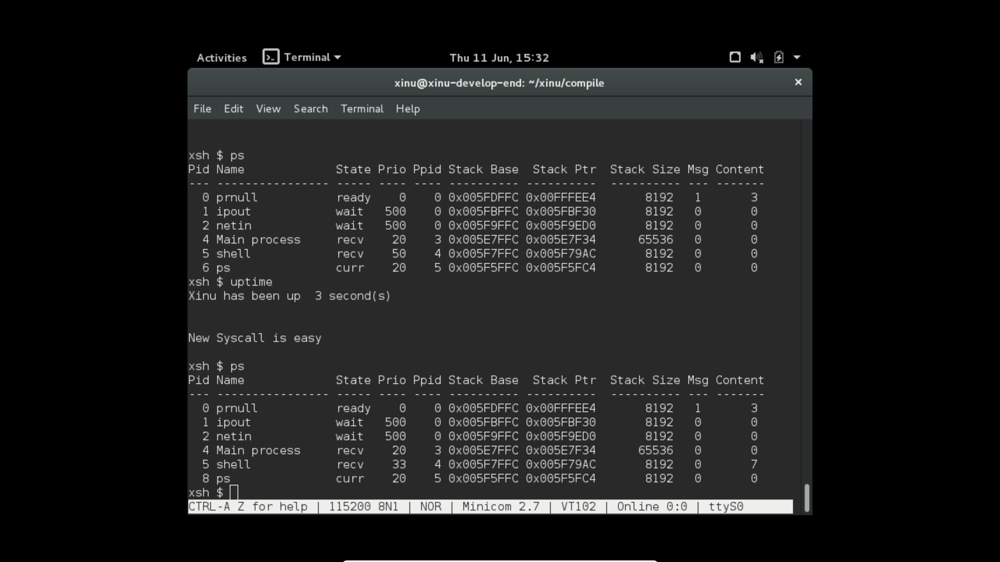 Activities Terminal Thu 11 Jun, 15:32
xinu@xinu-develop-end: ~/xinu/compile
File Edit View Search Terminal Help
xsh $ ps
Pid Name             State Prio Ppid Stack Base  Stack Ptr  Stack Size Msg Content
--- ---------------- ----- ---- ---- ---------- ----------  ---------- --- -------
  0 prnull           ready    0    0 0x005FDFFC 0x00FFFEE4       8192   1       3
  1 ipout            wait   500    0 0x005FBFFC 0x005FBF30       8192   0       0
  2 netin            wait   500    0 0x005F9FFC 0x005F9ED0       8192   0       0
  4 Main process     recv    20    3 0x005E7FFC 0x005E7F34      65536   0       0
  5 shell            recv    50    4 0x005F7FFC 0x005F79AC       8192   0       0
  6 ps               curr    20    5 0x005F5FFC 0x005F5FC4       8192   0       0
xsh $ uptime
Xinu has been up  3 second(s)
New Syscall is easy
xsh $ ps
Pid Name             State Prio Ppid Stack Base  Stack Ptr  Stack Size Msg Content
--- ---------------- ----- ---- ---- ---------- ----------  ---------- --- -------
  0 prnull           ready    0    0 0x005FDFFC 0x00FFFEE4       8192   1       3
  1 ipout            wait   500    0 0x005FBFFC 0x005FBF30       8192   0       0
  2 netin            wait   500    0 0x005F9FFC 0x005F9ED0       8192   0       0
  4 Main process     recv    20    3 0x005E7FFC 0x005E7F34      65536   0       0
  5 shell            recv    33    4 0x005F7FFC 0x005F79AC       8192   0       7
  8 ps               curr    20    5 0x005F5FFC 0x005F5FC4       8192   0       0
xsh $
CTRL-A Z for help | 115200 8N1 | NOR | Minicom 2.7 | VT102 | Online 0:0 | ttyS0